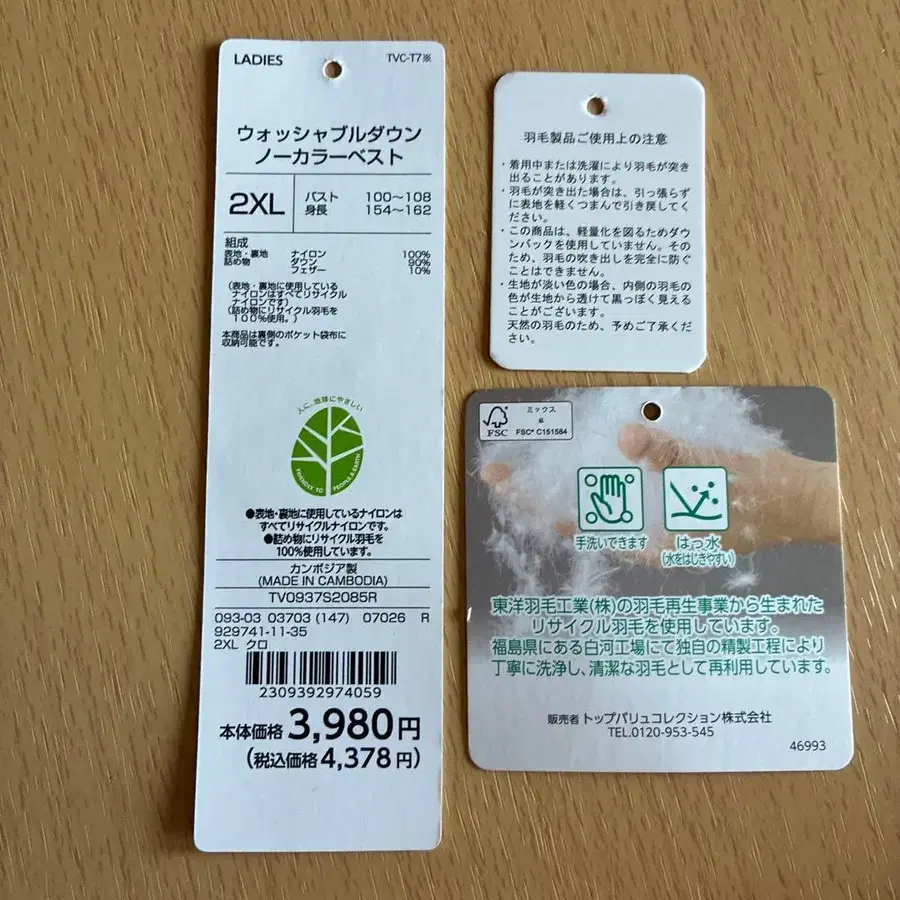 LADIES
TVC-T7※
ウォッシャブルダウン
ノーカラーベスト
2XL
バスト 100〜108
身長 154〜162
組成
表地・裏地 ナイロン 100%
詰め物 ダウン 90%
フェザー 10%
(表地・裏地に使用している
ナイロンはすべてリサイクル
ナイロンです)
(詰め物にリサイクル羽毛を
100%使用。)
本商品は裏側のポケット袋布に
収納可能です。
人に、地球にやさしい
FRIENDLY TO PEOPLE & EARTH
●表地・裏地に使用しているナイロンは
すべてリサイクルナイロンです。
●詰め物にリサイクル羽毛を
100%使用しています。
カンボジア製
(MADE IN CAMBODIA)
TV0937S2085R
093-03 03703 (147) 07026 R
929741-11-35
2XL クロ
2309392974059
本体価格 3,980円
(税込価格 4,378円)
羽毛製品ご使用上の注意
・着用中または洗濯により羽毛が突き
出ることがあります。
・羽毛が突き出た場合は、引っ張らず
に表地を軽くつまんで引き戻してく
ださい。
・この商品は、軽量化を図るためダウ
ンパックを使用していません。その
ため、羽毛の吹き出しを完全に防ぐ
ことはできません。
・生地が淡い色の場合、内側の羽毛の
色が生地から透けて黒っぽく見える
ことがございます。
天然の羽毛のため、予めご了承くだ
さい。
FSC
ミックス
紙
FSC® C151584
手洗いできます
はっ水
(水をはじきやすい)
東洋羽毛工業(株)の羽毛再生事業から生まれた
リサイクル羽毛を使用しています。
福島県にある白河工場にて独自の精製工程により
丁寧に洗浄し、清潔な羽毛として再利用しています。
販売者 トップバリュコレクション株式会社
TEL.0120-953-545
46993